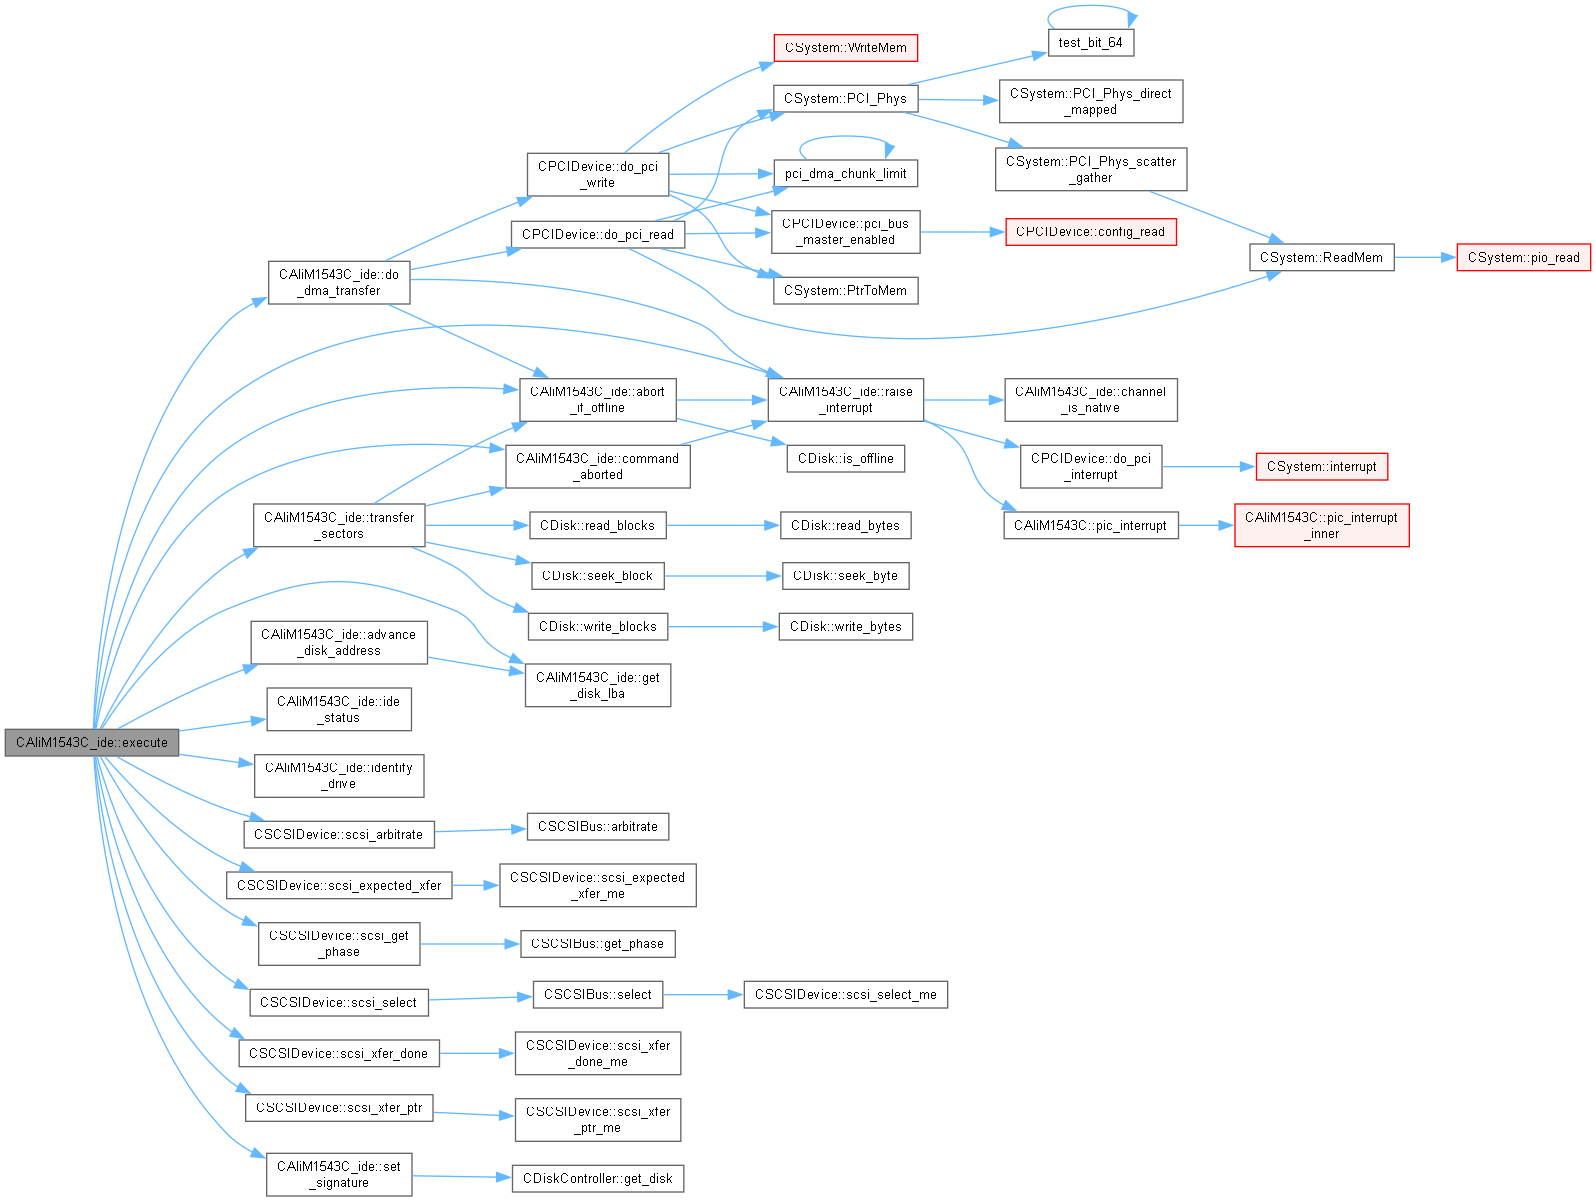 test_bit_64
CSystem::WriteMem
CSystem::PCI_Phys
CSystem::PCI_Phys_direct
_mapped
CPCIDevice::do_pci
_write
pci_dma_chunk_limit
CSystem::PCI_Phys_scatter
_gather
CPCIDevice::do_pci_read
CPCIDevice::pci_bus
_master_enabled
CPCIDevice::config_read
CSystem::ReadMem
CSystem::pio_read
CAliM1543C_ide::do
_dma_transfer
CSystem::PtrToMem
CAliM1543C_ide::abort
_if_offline
CAliM1543C_ide::raise
_interrupt
CAliM1543C_ide::channel
_is_native
CAliM1543C_ide::command
_aborted
CDisk::is_offline
CPCIDevice::do_pci
_interrupt
CSystem::interrupt
CAliM1543C_ide::transfer
_sectors
CDisk::read_blocks
CDisk::read_bytes
CAliM1543C::pic_interrupt
CAliM1543C::pic_interrupt
_inner
CDisk::seek_block
CDisk::seek_byte
CDisk::write_blocks
CDisk::write_bytes
CAliM1543C_ide::advance
_disk_address
CAliM1543C_ide::get
_disk_lba
CAliM1543C_ide::ide
_status
CAliM1543C_ide::execute
CAliM1543C_ide::identify
_drive
CSCSIDevice::scsi_arbitrate
CSCSIBus::arbitrate
CSCSIDevice::scsi_expected_xfer
CSCSIDevice::scsi_expected
_xfer_me
CSCSIDevice::scsi_get
_phase
CSCSIBus::get_phase
CSCSIDevice::scsi_select
CSCSIBus::select
CSCSIDevice::scsi_select_me
CSCSIDevice::scsi_xfer_done
CSCSIDevice::scsi_xfer
_done_me
CSCSIDevice::scsi_xfer_ptr
CSCSIDevice::scsi_xfer
_ptr_me
CAliM1543C_ide::set
_signature
CDiskController::get_disk